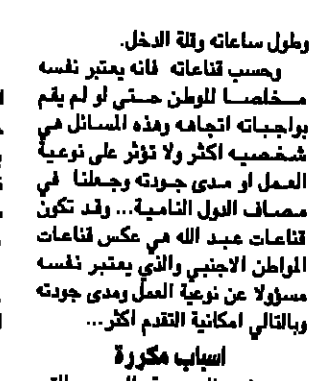 وطول ساعاته وقلة الدخل.
وحسب قناعاته فانه يعتبر نفسه
مخلصا للوطن حتى لو لم يقم
بواجباته اتجاهه وهذه المسائل هي
شخصيه اكثر ولا تؤثر على نوعية
العمل او مدى جودته وجعلنا في
مصاف الدول النامية... وقد تكون
قناعات عبد الله هي عكس قناعات
المواطن الاجنبي والذي يعتبر نفسه
مسؤولا عن نوعية العمل ومدى جودته
وبالتالي امكانية التقدم اكثر...
اسباب مكررة